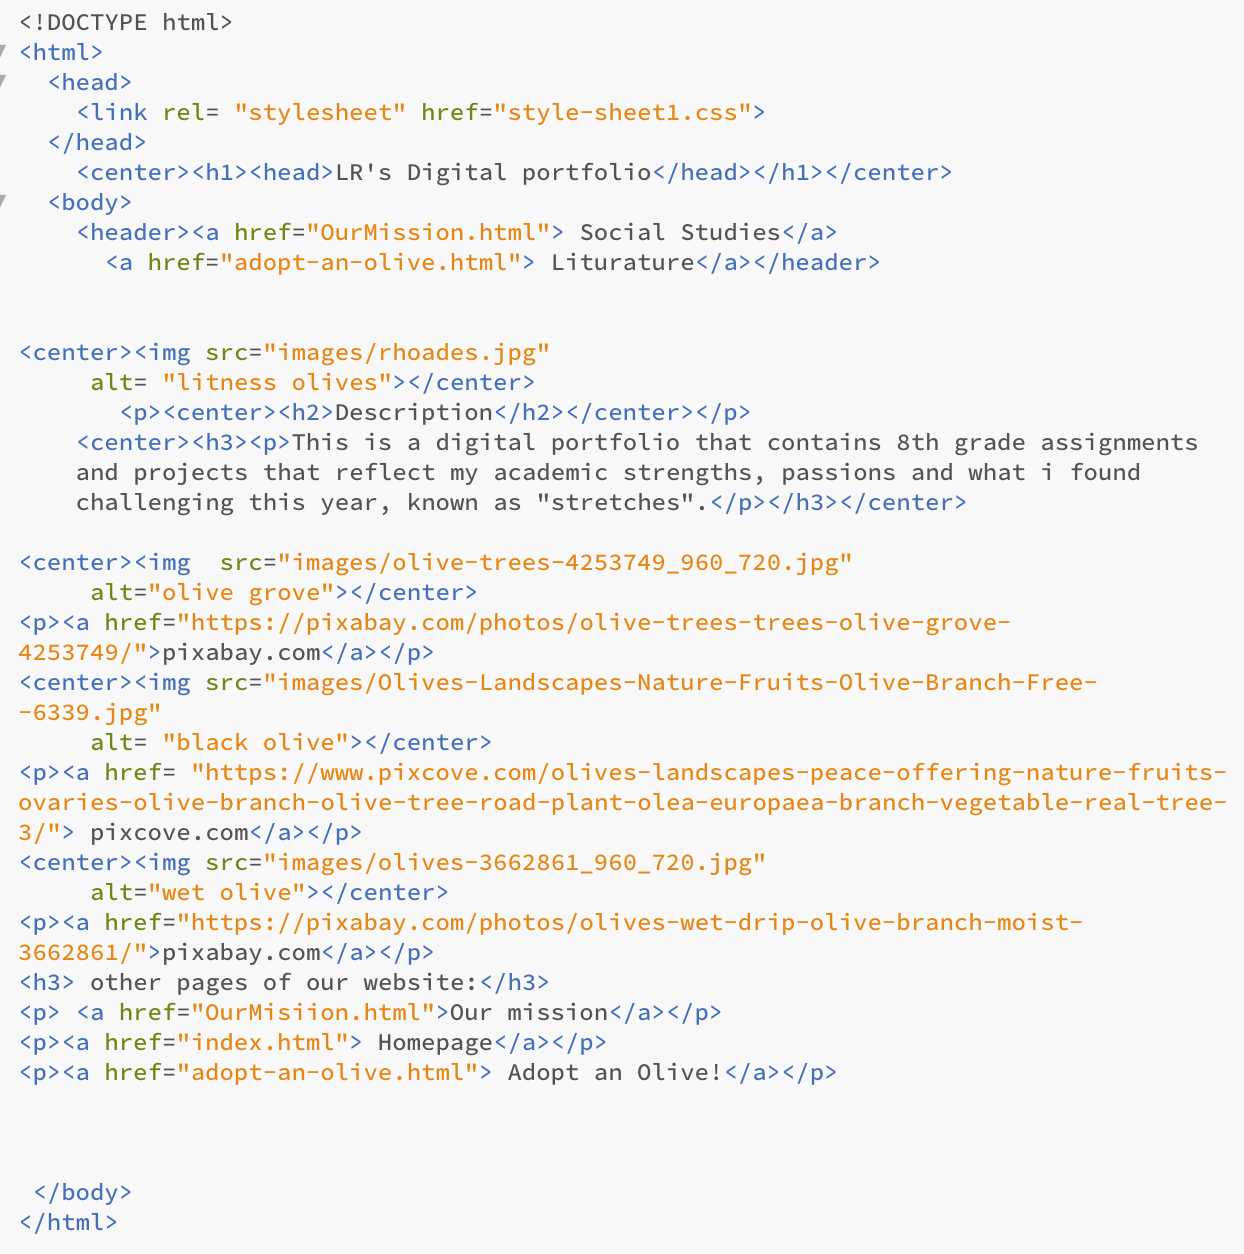 <!DOCTYPE html>
<html>
<head>
<link rel= "stylesheet" href="style-sheet1.css">
</head>
<center><h1><head>LR's Digital portfolio</head></h1></center>
<body>
<header><a href="OurMission.html"> Social Studies</a>
<a href="adopt-an-olive.html"> Liturature</a></header>
<center><img src="images/rhoades.jpg"
alt= "litness olives"></center>
<p><center><h2>Description</h2></center></p>
<center><h3><p>This is a digital portfolio that contains 8th grade assignments
and projects that reflect my academic strengths, passions and what i found
challenging this year, known as "stretches".</p></h3></center>
<center><img  src="images/olive-trees-4253749_960_720.jpg"
alt="olive grove"></center>
<p><a href="https://pixabay.com/photos/olive-trees-trees-olive-grove-
4253749/">pixabay.com</a></p>
<center><img src="images/Olives-Landscapes-Nature-Fruits-Olive-Branch-Free-
-6339.jpg"
alt= "black olive"></center>
<p><a href= "https://www.pixcove.com/olives-landscapes-peace-offering-nature-fruits-
ovaries-olive-branch-olive-tree-road-plant-olea-europaea-branch-vegetable-real-tree-
3/"> pixcove.com</a></p>
<center><img src="images/olives-3662861_960_720.jpg"
alt="wet olive"></center>
<p><a href="https://pixabay.com/photos/olives-wet-drip-olive-branch-moist-
3662861/">pixabay.com</a></p>
<h3> other pages of our website:</h3>
<p> <a href="OurMisiion.html">Our mission</a></p>
<p><a href="index.html"> Homepage</a></p>
<p><a href="adopt-an-olive.html"> Adopt an Olive!</a></p>
</body>
</html>